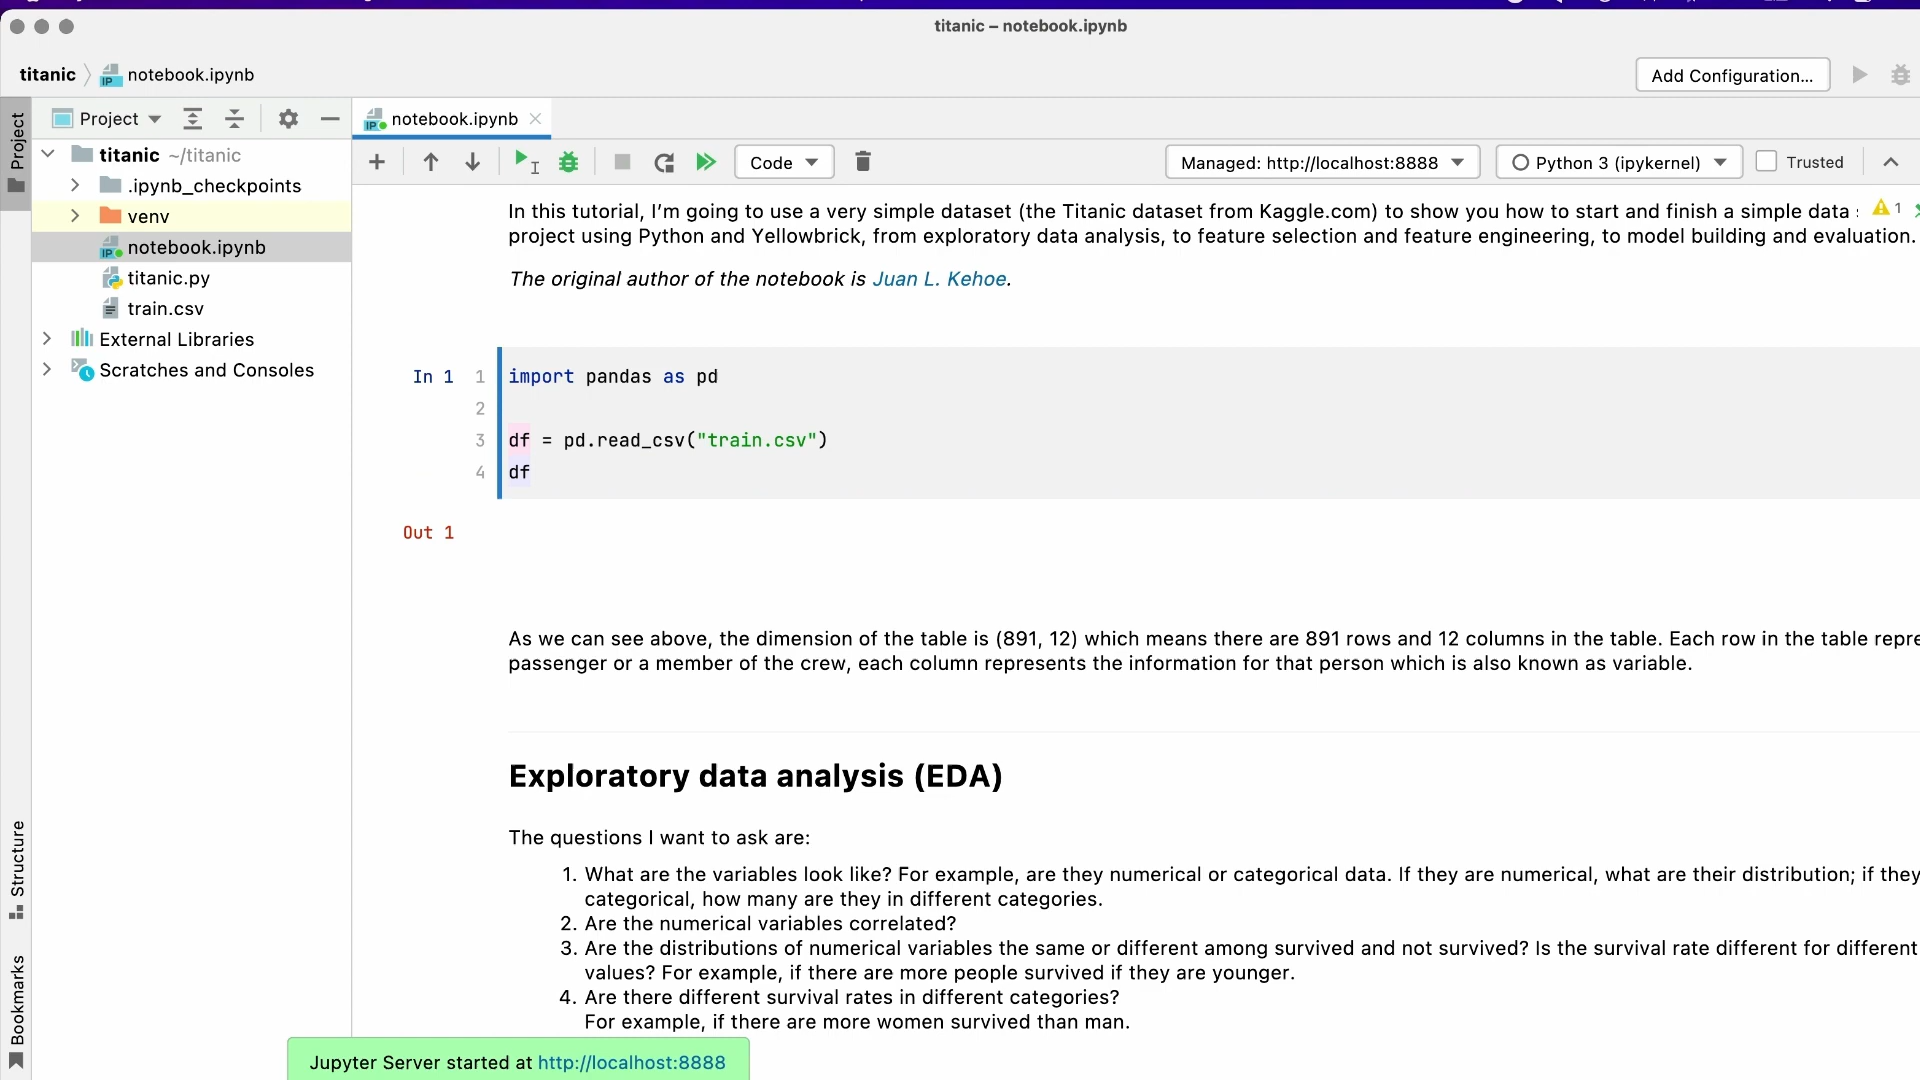 titanic – notebook.ipynb
titanic notebook.ipynb Add Configuration...
Project Project notebook.ipynb
titanic ~/titanic
Code Managed: http://localhost:8888 Python 3 (ipykernel) Trusted
.ipynb_checkpoints
venv
notebook.ipynb
titanic.py
train.csv
External Libraries
Scratches and Consoles
In this tutorial, I’m going to use a very simple dataset (the Titanic dataset from Kaggle.com) to show you how to start and finish a simple data 1
project using Python and Yellowbrick, from exploratory data analysis, to feature selection and feature engineering, to model building and evaluation.
The original author of the notebook is Juan L. Kehoe.
In 1 1 import pandas as pd
2
3 df = pd.read_csv("train.csv")
4 df
Out 1
As we can see above, the dimension of the table is (891, 12) which means there are 891 rows and 12 columns in the table. Each row in the table repre
passenger or a member of the crew, each column represents the information for that person which is also known as variable.
Exploratory data analysis (EDA)
The questions I want to ask are:
1. What are the variables look like? For example, are they numerical or categorical data. If they are numerical, what are their distribution; if they
categorical, how many are they in different categories.
2. Are the numerical variables correlated?
3. Are the distributions of numerical variables the same or different among survived and not survived? Is the survival rate different for different
values? For example, if there are more people survived if they are younger.
4. Are there different survival rates in different categories?
For example, if there are more women survived than man.
Structure
Bookmarks
Jupyter Server started at http://localhost:8888